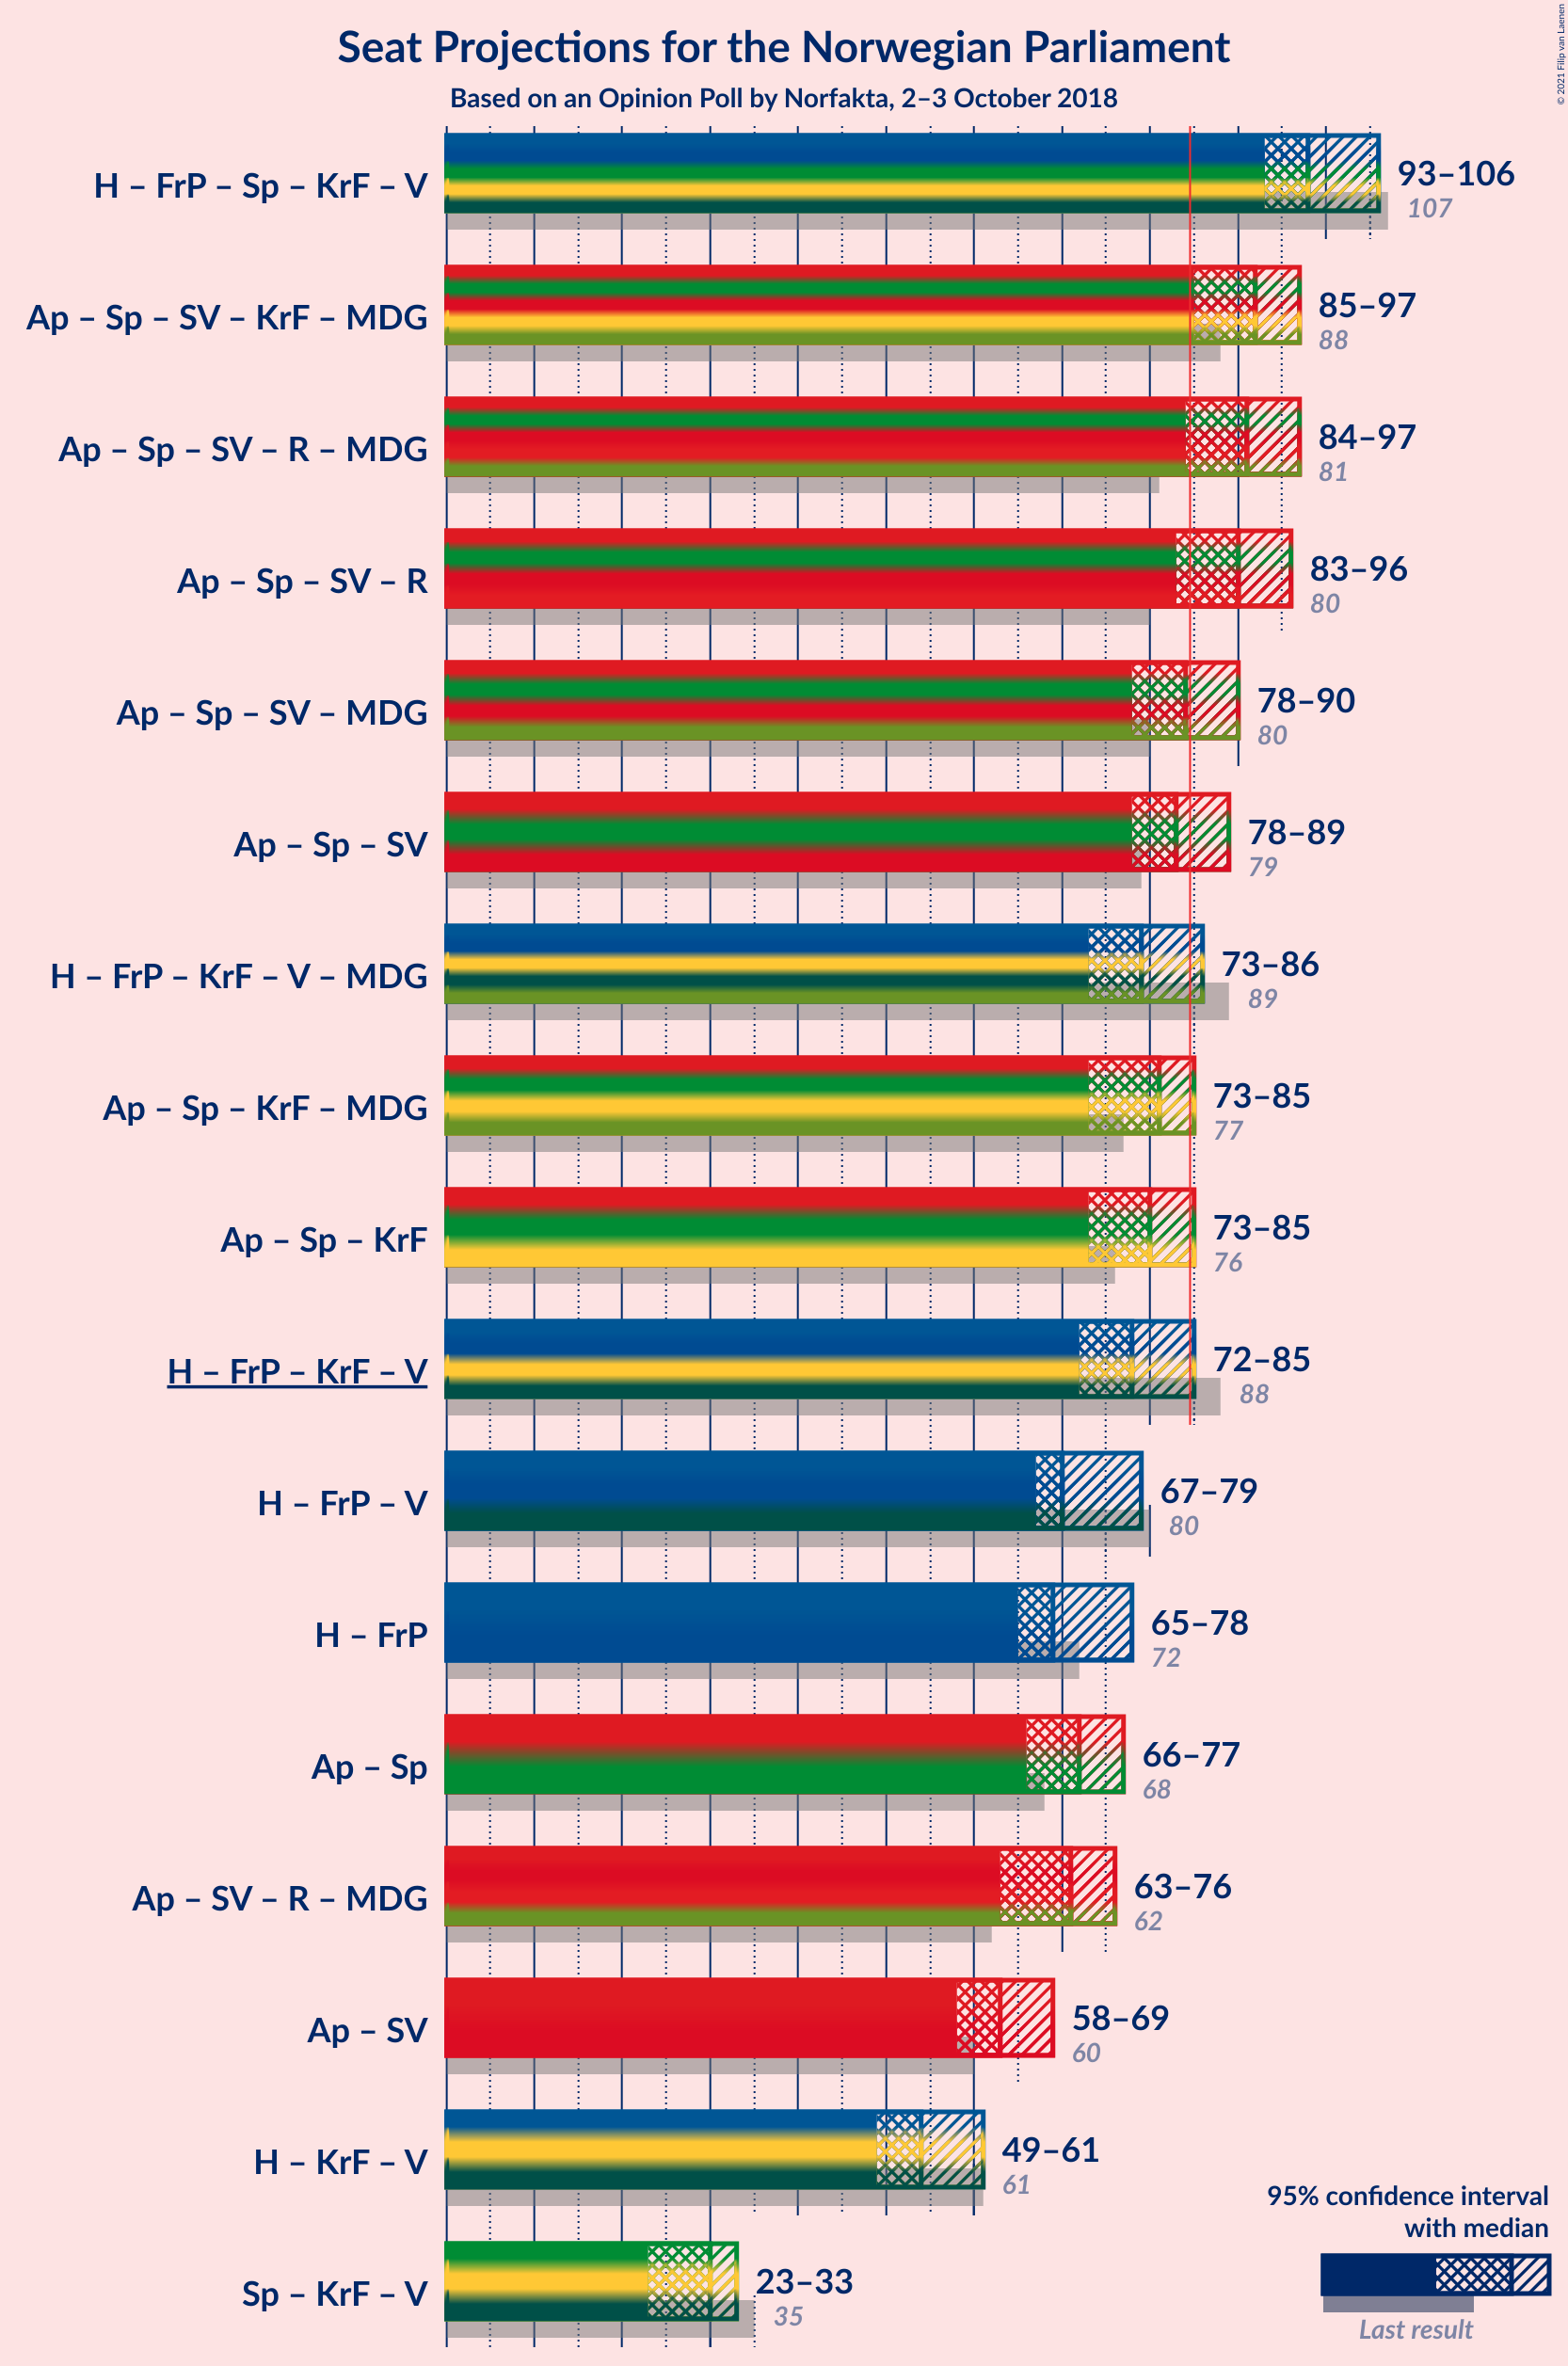 © 2021 Filip van Laenen
Seat Projections for the Norwegian Parliament
Based on an Opinion Poll by Norfakta, 2–3 October 2018
H – FrP – Sp – KrF – V
93–106
107
Ap – Sp – SV – KrF – MDG
85–97
88
Ap – Sp – SV – R – MDG
84–97
81
Ap – Sp – SV – R
83–96
80
Ap – Sp – SV – MDG
78–90
80
Ap – Sp – SV
78–89
79
H – FrP – KrF – V – MDG
73–86
89
Ap – Sp – KrF – MDG
73–85
77
Ap – Sp – KrF
73–85
76
H – FrP – KrF – V
72–85
88
H – FrP – V
67–79
80
H – FrP
65–78
72
Ap – Sp
66–77
68
Ap – SV – R – MDG
63–76
62
Ap – SV
58–69
60
H – KrF – V
49–61
61
Sp – KrF – V
23–33
35
95% confidence interval
with median
Last result